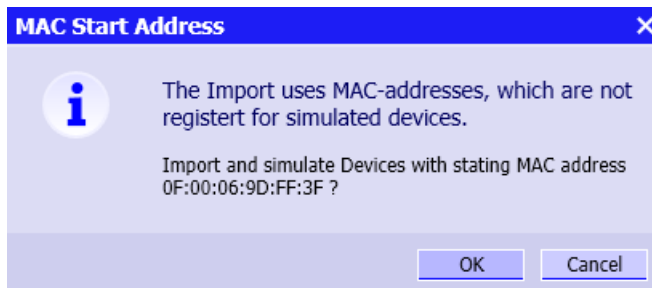 MAC Start Address
The Import uses MAC-addresses, which are not
registert for simulated devices.
Import and simulate Devices with stating MAC address
0F:00:06:9D:FF:3F ?
OK Cancel